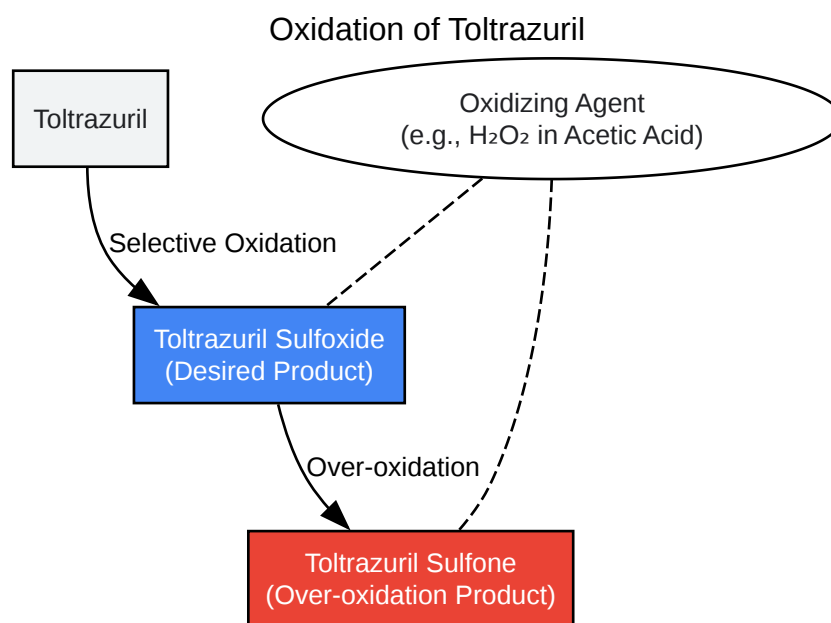 Oxidation of Toltrazuril
Toltrazuril
Oxidizing Agent
(e.g., H₂O₂ in Acetic Acid)
Selective Oxidation
Toltrazuril Sulfoxide
(Desired Product)
Over-oxidation
Toltrazuril Sulfone
(Over-oxidation Product)